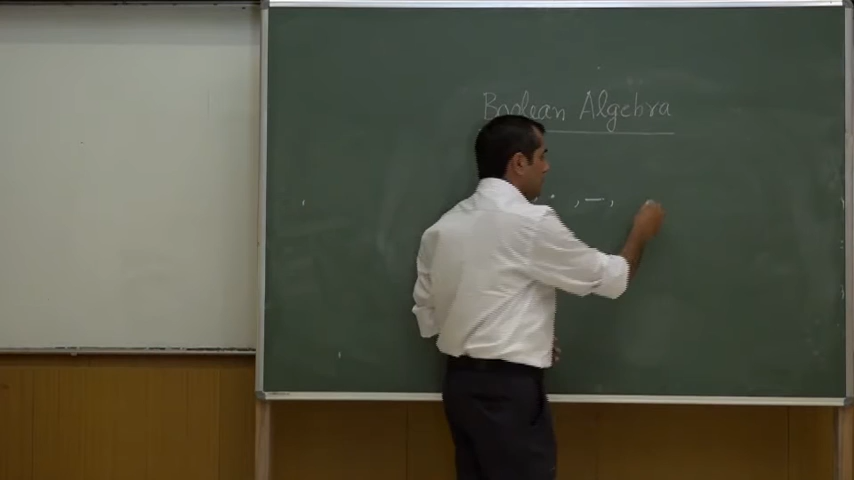 Boolean Algebra
· , — ,